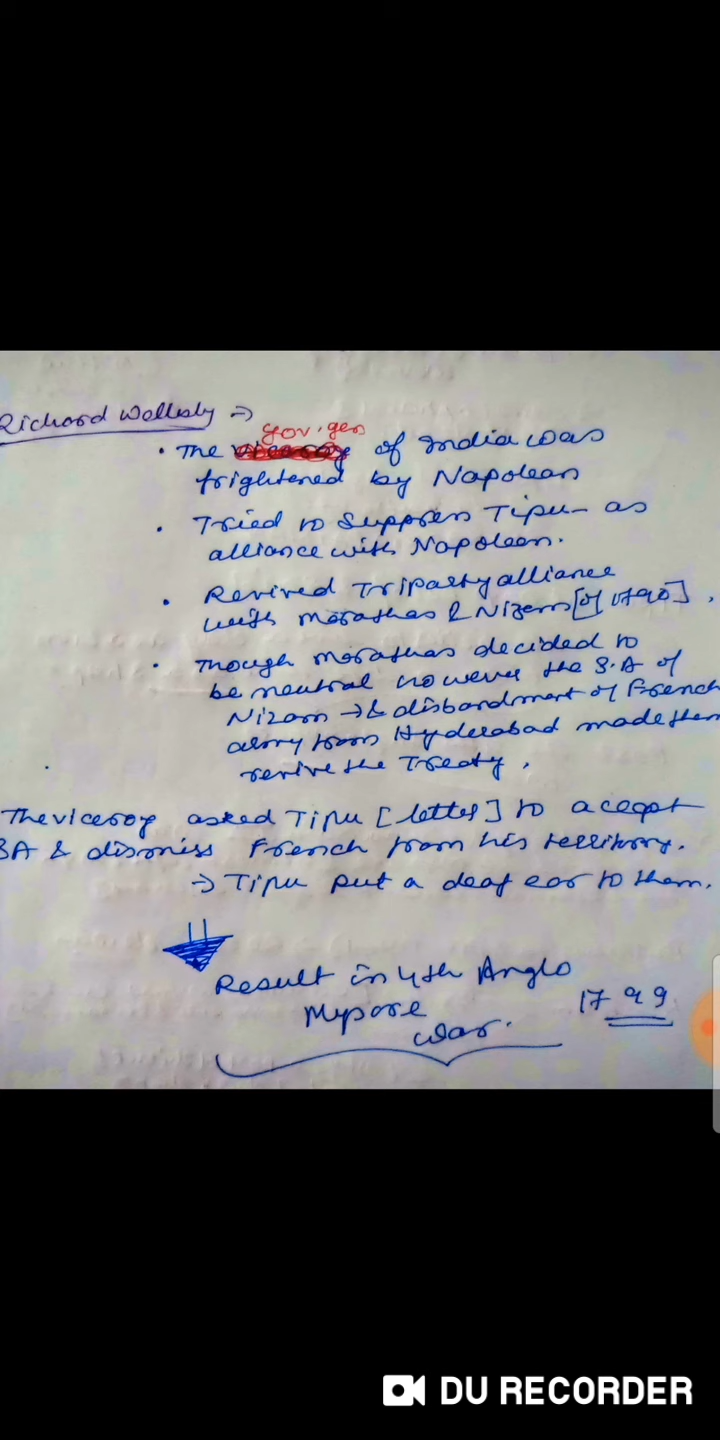 Richard Wellesly →
gov. gen
• The of India was
frightened by Napolean
• Tried to Suppress Tipu - as
alliance with Napoleon.
• Revived Triparty alliance
with marathas & Nizams [of 1790].
• Though marathas decided to
be neutral however the S.A of
Nizam → & disbandment of French
army from Hyderabad made them
revive the Treaty.
The viceroy asked Tipu [letter] to accept
SA & dismiss French from his territory.
→ Tipu put a deaf ear to them.
Result in 4th Anglo
Mysore 1799
war.
DU RECORDER